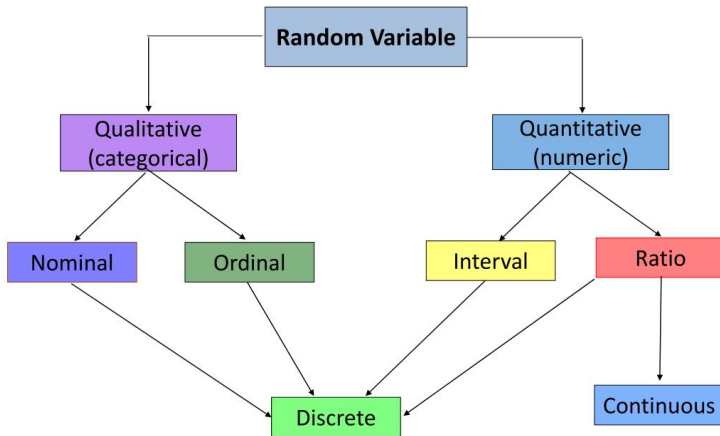 Random Variable
Qualitative
(categorical)
Quantitative
(numeric)
Nominal
Ordinal
Interval
Ratio
Discrete
Continuous